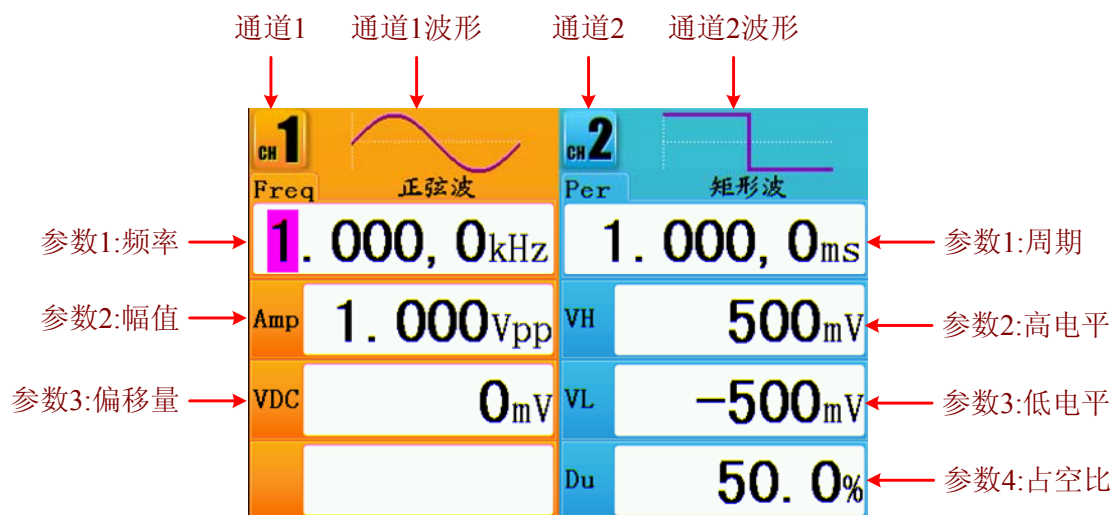 通道1 通道1波形 通道2 通道2波形
CH 1 CH 2
Freq 正弦波 Per 矩形波
参数1:频率 1. 000, 0kHz 1. 000, 0ms 参数1:周期
参数2:幅值 Amp 1. 000Vpp VH 500mV 参数2:高电平
参数3:偏移量 VDC 0mV VL -500mV 参数3:低电平
Du 50. 0% 参数4:占空比